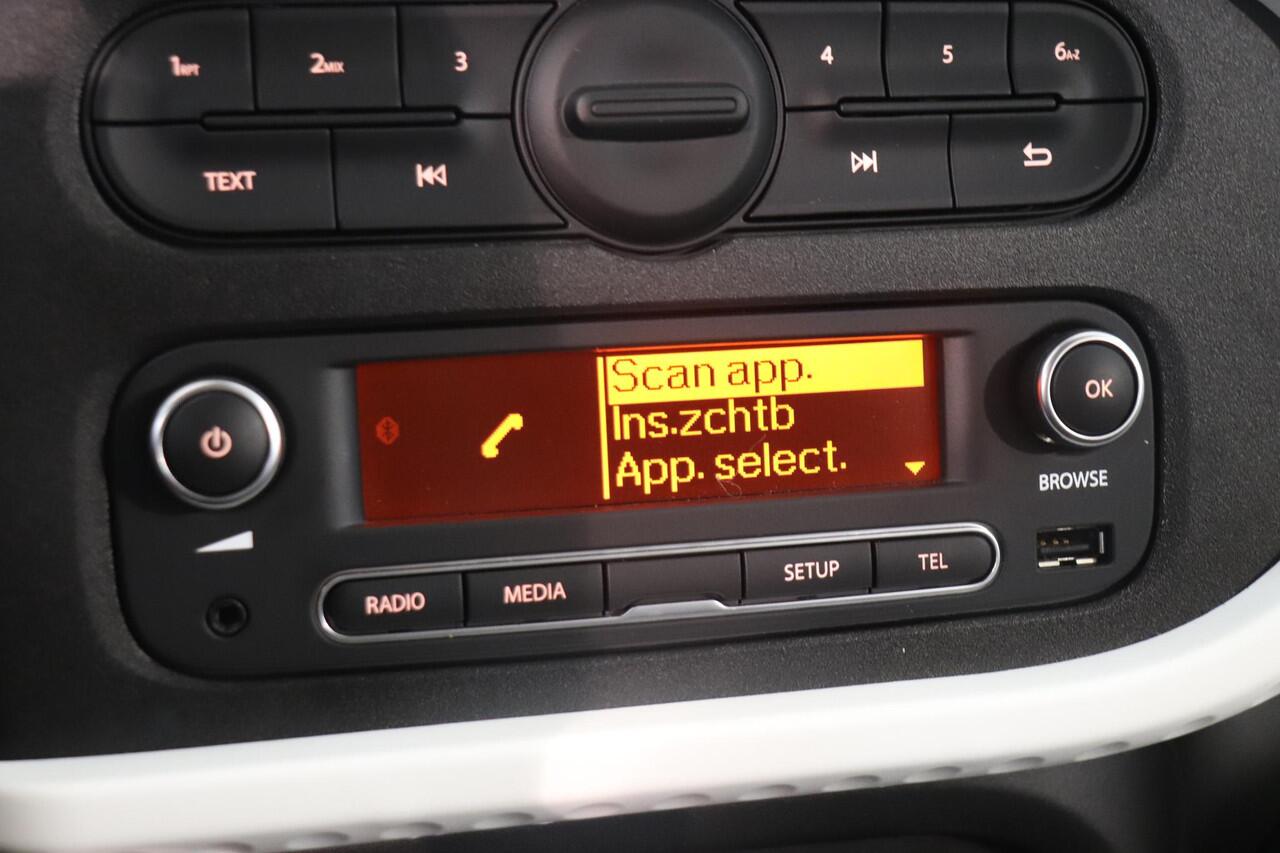 1RPT
2MIX
3
4
5
6A-Z
TEXT
Scan app.
Ins.zchtb
App. select.
OK
BROWSE
RADIO
MEDIA
SETUP
TEL